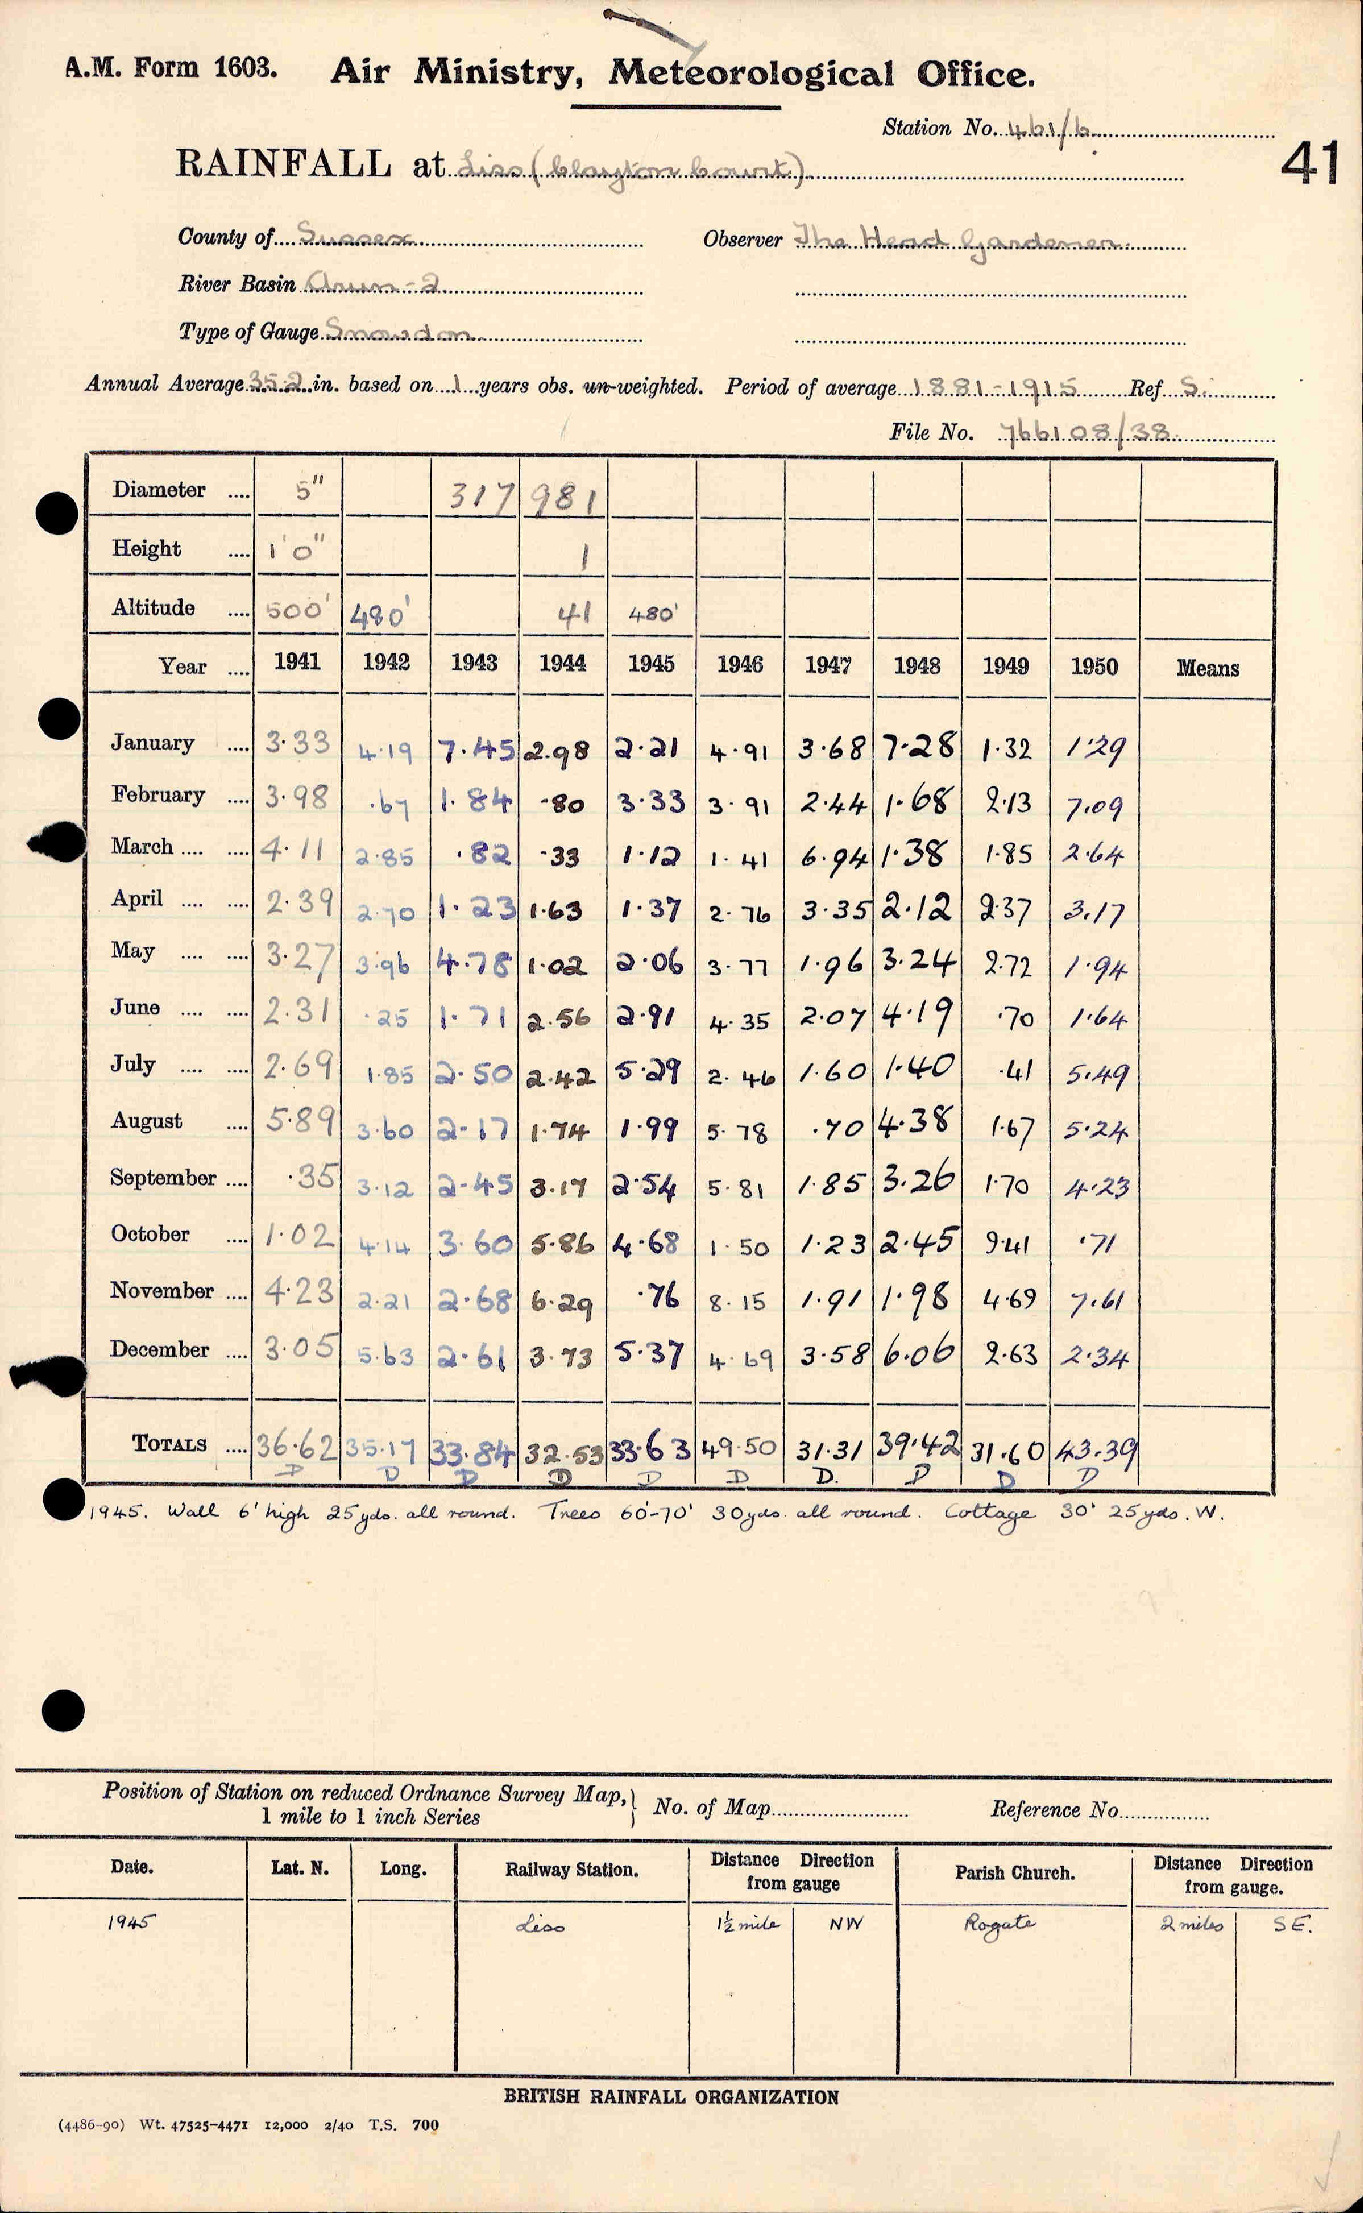 A.M. Form 1603. Air Ministry, Meteorological Office.
Station No. 461/6
41
RAINFALL at Liss (Clayton Court)
County of Sussex Observer The Head Gardener.
River Basin Arun-2
Type of Gauge Snowdon
Annual Average 35.2 in. based on 1 years obs. un-weighted. Period of average 1881-1915 Ref S.
File No. 766108/38
Diameter .... 5" 317 981
Height .... 1'0" 1
Altitude .... 500' 480' 41 480'
Year .... 1941 1942 1943 1944 1945 1946 1947 1948 1949 1950 Means
January .... 3.33 4.19 7.45 2.98 2.21 4.91 3.68 7.28 1.32 1.29
February .... 3.98 .67 1.84 .80 3.33 3.91 2.44 1.68 2.13 7.09
March .... .... 4.11 2.85 .82 .33 1.12 1.41 6.94 1.38 1.85 2.64
April .... .... 2.39 2.70 1.23 1.63 1.37 2.76 3.35 2.12 2.37 3.17
May .... .... 3.27 3.96 4.78 1.02 2.06 3.77 1.96 3.24 2.72 1.94
June .... .... 2.31 .25 1.71 2.56 2.91 4.35 2.07 4.19 .70 1.64
July .... .... 2.69 1.85 2.50 2.42 5.29 2.46 1.60 1.40 .41 5.49
August .... 5.89 3.60 2.17 1.74 1.99 5.78 .70 4.38 1.67 5.24
September .... .35 3.12 2.45 3.17 2.54 5.81 1.85 3.26 1.70 4.23
October .... 1.02 4.14 3.60 5.86 4.68 1.50 1.23 2.45 9.41 .71
November .... 4.23 2.21 2.68 6.29 .76 8.15 1.91 1.98 4.69 7.61
December .... 3.05 5.63 2.61 3.73 5.37 4.69 3.58 6.06 2.63 2.34
TOTALS .... 36.62 35.17 33.84 32.53 33.63 49.50 31.31 39.42 31.60 43.39
D D D D D D D. D D D
1945. Wall 6' high 25yds. all round. Trees 60'-70' 30yds. all round. Cottage 30' 25yds. W.
Position of Station on reduced Ordnance Survey Map, 1 mile to 1 inch Series } No. of Map Reference No.
Date. Lat. N. Long. Railway Station. Distance Direction from gauge Parish Church. Distance Direction from gauge.
1945 Liss 1½ mile NW Rogate 2 miles SE.
BRITISH RAINFALL ORGANIZATION
(4486-90) Wt. 47525-4471 12,000 2/40 T.S. 700